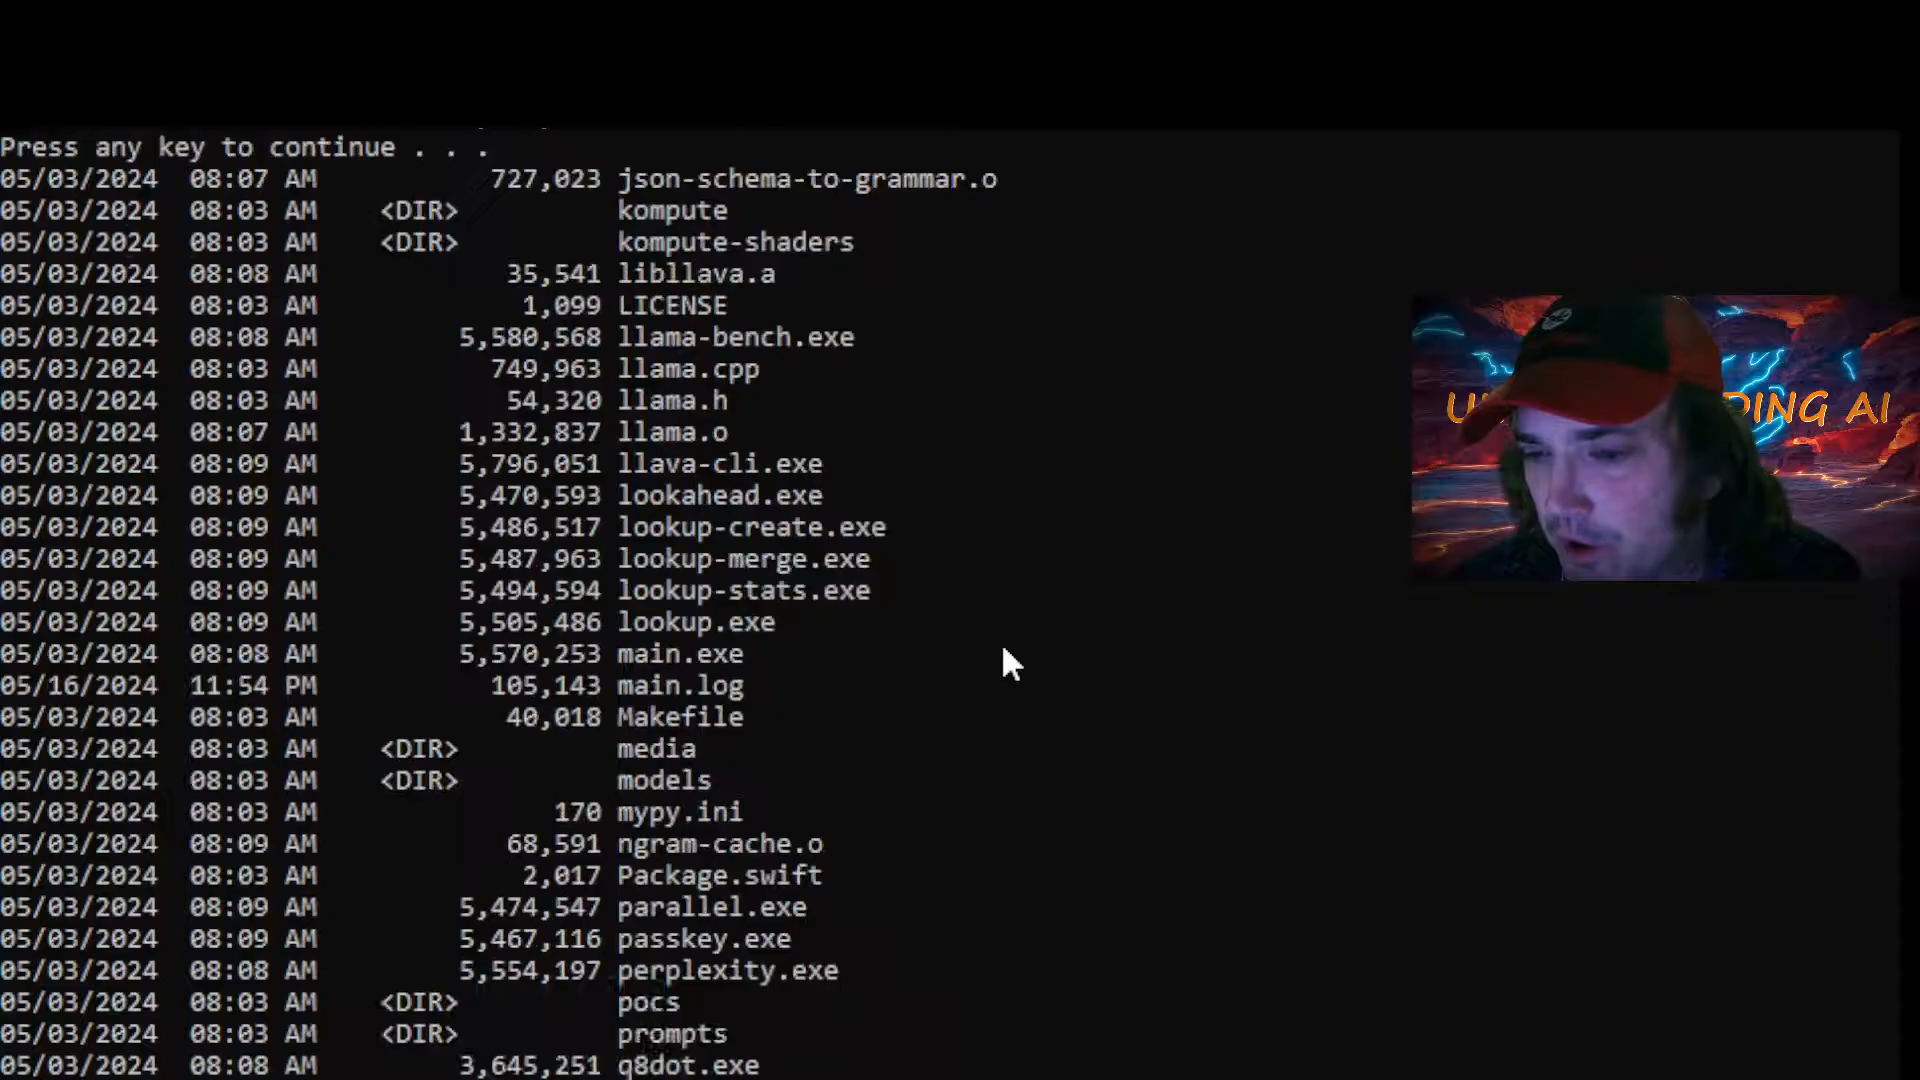 Press any key to continue . . .
05/03/2024  08:07 AM           727,023 json-schema-to-grammar.o
05/03/2024  08:03 AM    <DIR>          kompute
05/03/2024  08:03 AM    <DIR>          kompute-shaders
05/03/2024  08:08 AM            35,541 libllava.a
05/03/2024  08:03 AM             1,099 LICENSE
05/03/2024  08:08 AM         5,580,568 llama-bench.exe
05/03/2024  08:03 AM           749,963 llama.cpp
05/03/2024  08:03 AM            54,320 llama.h
05/03/2024  08:07 AM         1,332,837 llama.o
05/03/2024  08:09 AM         5,796,051 llava-cli.exe
05/03/2024  08:09 AM         5,470,593 lookahead.exe
05/03/2024  08:09 AM         5,486,517 lookup-create.exe
05/03/2024  08:09 AM         5,487,963 lookup-merge.exe
05/03/2024  08:09 AM         5,494,594 lookup-stats.exe
05/03/2024  08:09 AM         5,505,486 lookup.exe
05/03/2024  08:08 AM         5,570,253 main.exe
05/16/2024  11:54 PM           105,143 main.log
05/03/2024  08:03 AM            40,018 Makefile
05/03/2024  08:03 AM    <DIR>          media
05/03/2024  08:03 AM    <DIR>          models
05/03/2024  08:03 AM               170 mypy.ini
05/03/2024  08:09 AM            68,591 ngram-cache.o
05/03/2024  08:03 AM             2,017 Package.swift
05/03/2024  08:09 AM         5,474,547 parallel.exe
05/03/2024  08:09 AM         5,467,116 passkey.exe
05/03/2024  08:08 AM         5,554,197 perplexity.exe
05/03/2024  08:03 AM    <DIR>          pocs
05/03/2024  08:03 AM    <DIR>          prompts
05/03/2024  08:08 AM         3,645,251 q8dot.exe
AI